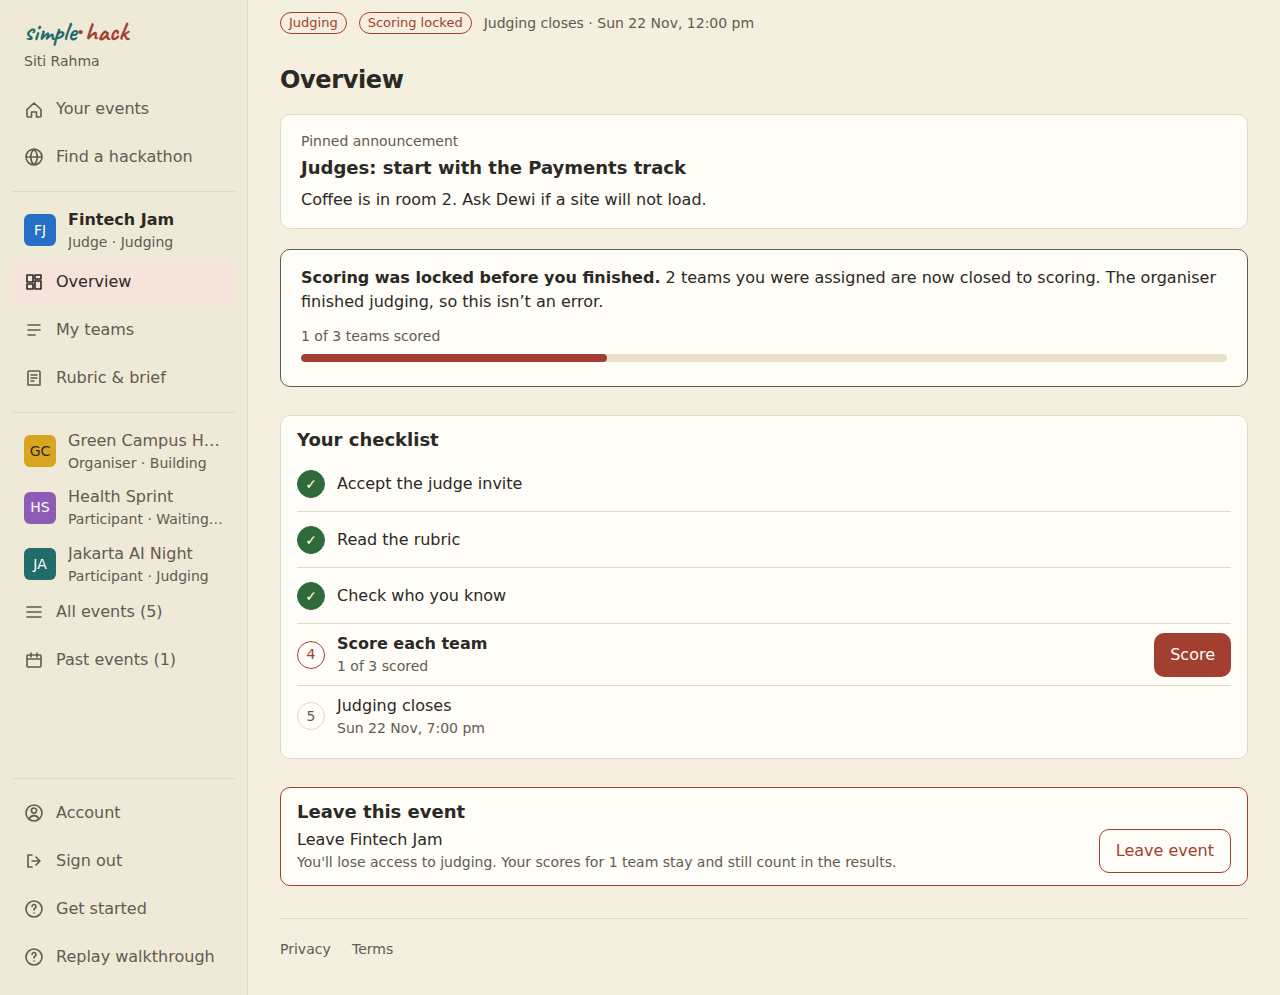 simple·hack
Siti Rahma
Your events
Find a hackathon
FJ
Fintech Jam
Judge · Judging
Overview
My teams
Rubric & brief
GC
Green Campus H…
Organiser · Building
HS
Health Sprint
Participant · Waiting…
JA
Jakarta AI Night
Participant · Judging
All events (5)
Past events (1)
Account
Sign out
Get started
Replay walkthrough
Judging
Scoring locked
Judging closes · Sun 22 Nov, 12:00 pm
Overview
Pinned announcement
Judges: start with the Payments track
Coffee is in room 2. Ask Dewi if a site will not load.
Scoring was locked before you finished. 2 teams you were assigned are now closed to scoring. The organiser
finished judging, so this isn’t an error.
1 of 3 teams scored
Your checklist
✓ Accept the judge invite
✓ Read the rubric
✓ Check who you know
4 Score each team
1 of 3 scored
Score
5 Judging closes
Sun 22 Nov, 7:00 pm
Leave this event
Leave Fintech Jam
You'll lose access to judging. Your scores for 1 team stay and still count in the results.
Leave event
Privacy
Terms